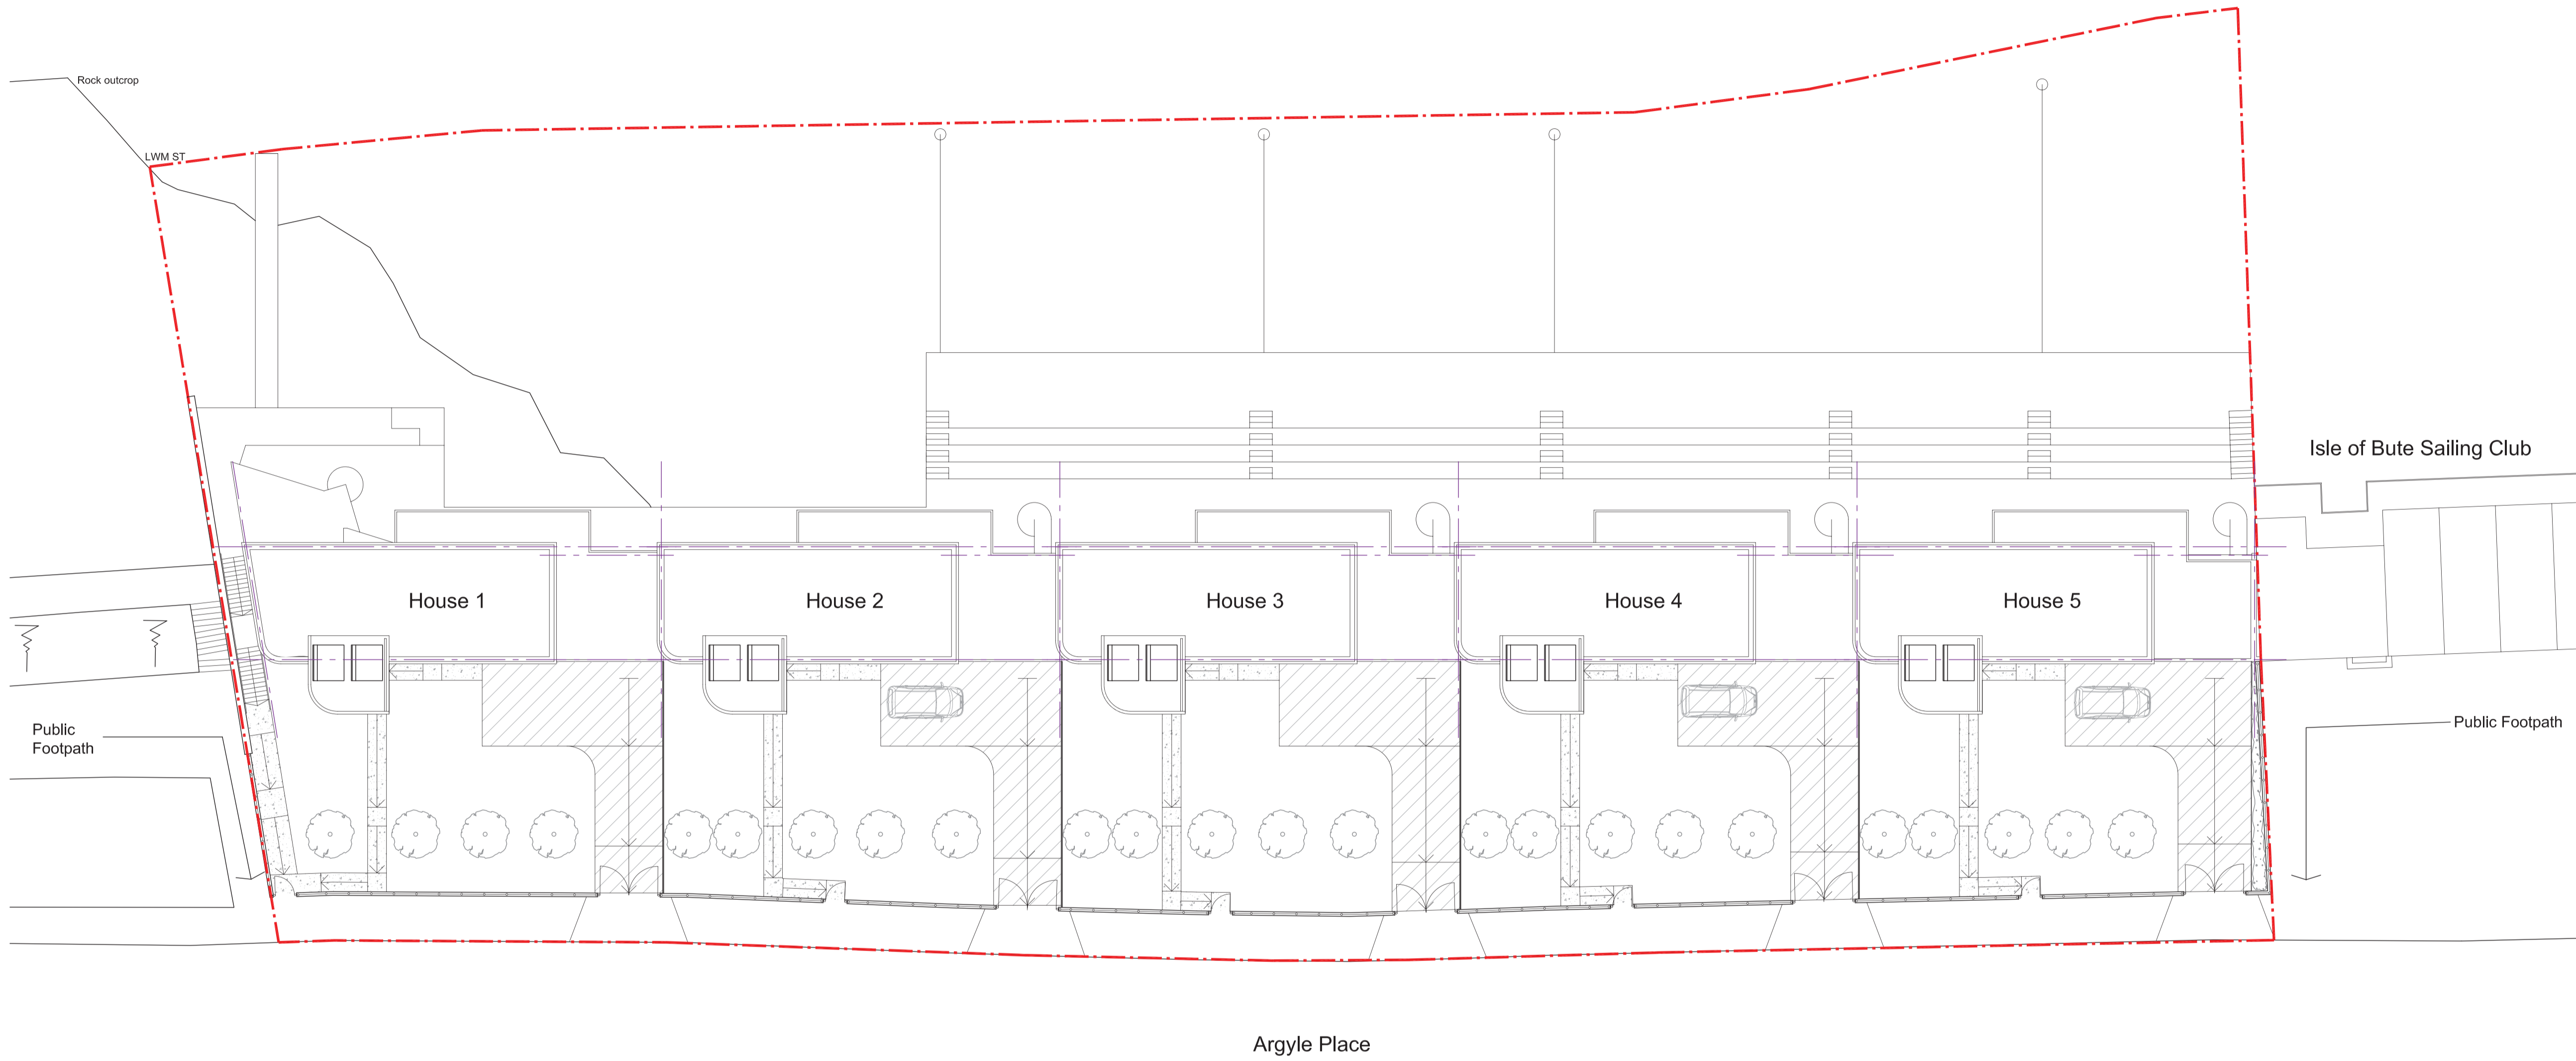 Rock outcrop
LWM ST
Isle of Bute Sailing Club
House 1
House 2
House 3
House 4
House 5
Public
Footpath
Public Footpath
Argyle Place